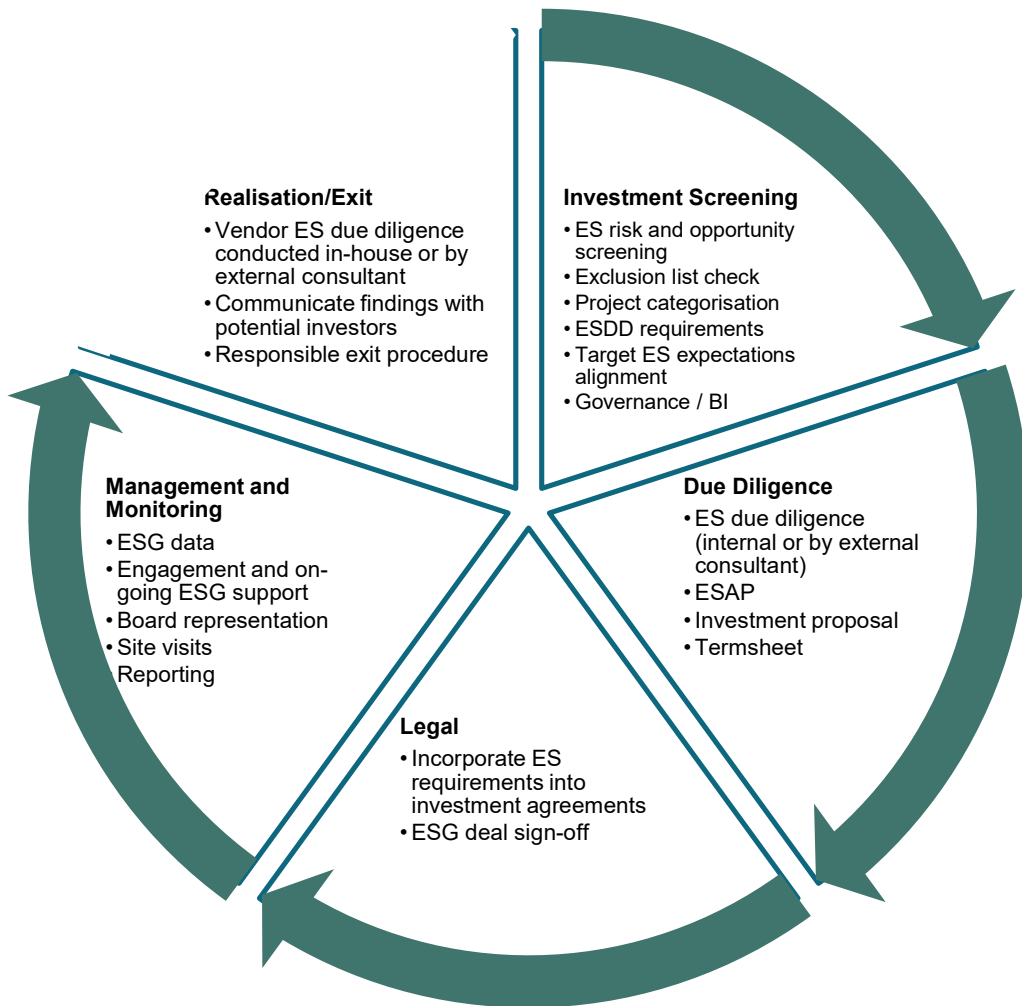 Realisation/Exit
• Vendor ES due diligence
conducted in-house or by
external consultant
• Communicate findings with
potential investors
• Responsible exit procedure
Investment Screening
• ES risk and opportunity
screening
• Exclusion list check
• Project categorisation
• ESDD requirements
• Target ES expectations
alignment
• Governance / BI
Due Diligence
• ES due diligence
(internal or by external
consultant)
• ESAP
• Investment proposal
• Termsheet
Legal
• Incorporate ES
requirements into
investment agreements
• ESG deal sign-off
Management and
Monitoring
• ESG data
• Engagement and on-
going ESG support
• Board representation
• Site visits
• Reporting